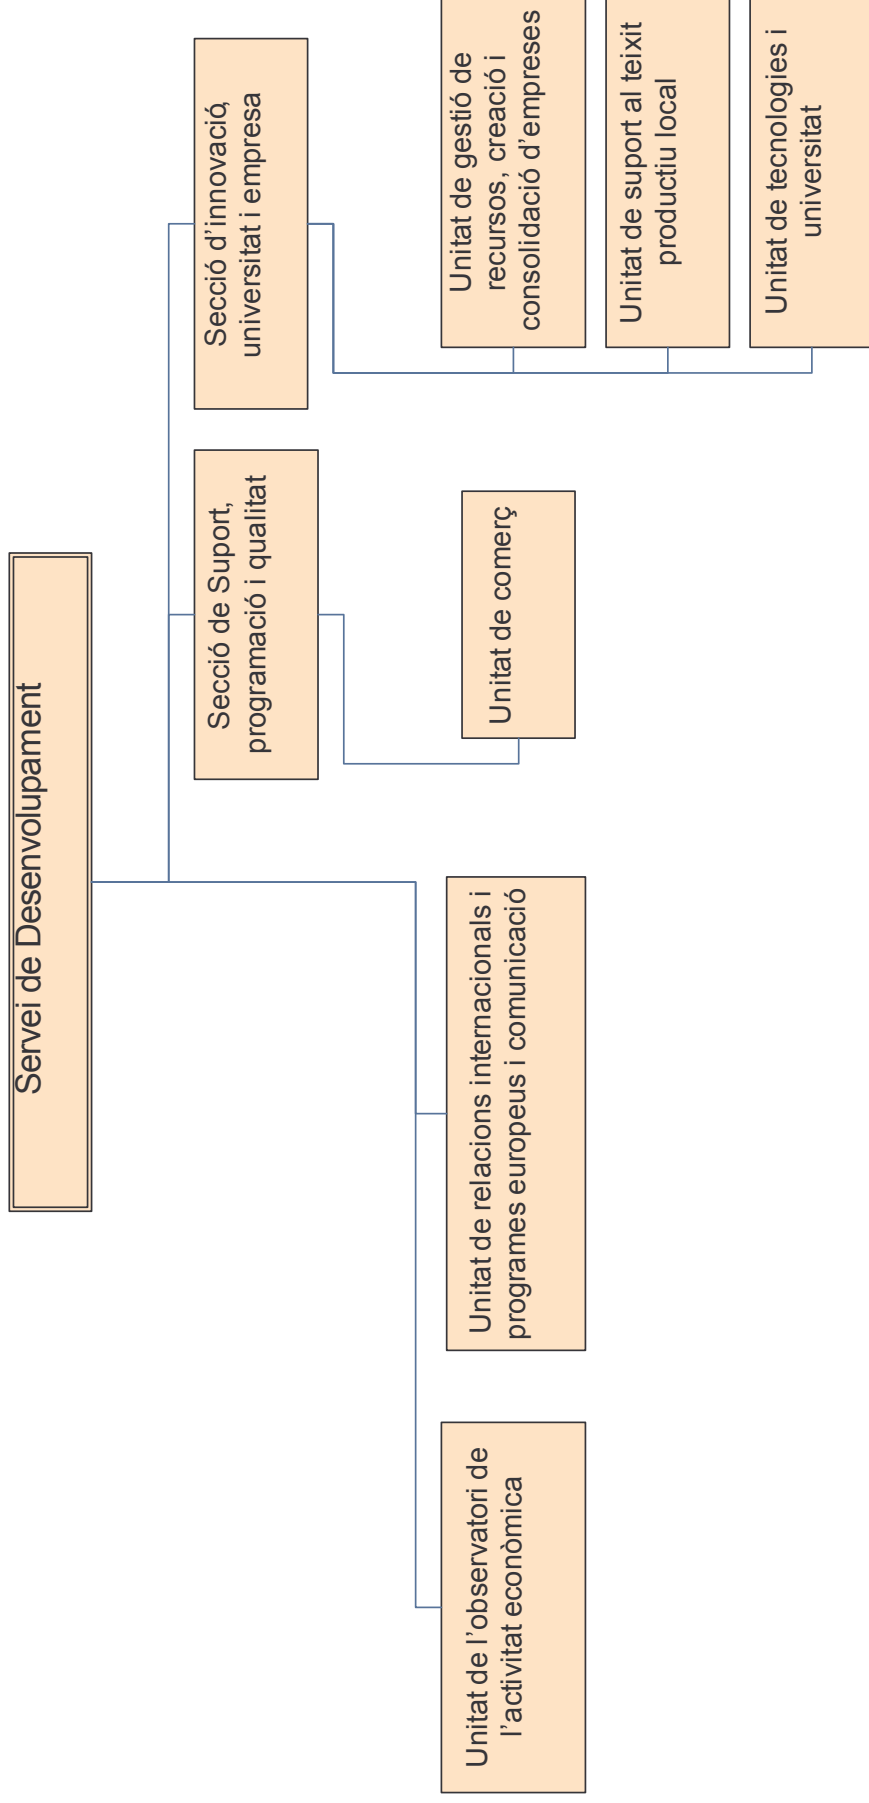 Servei de Desenvolupament
Secció de Suport,
programació i qualitat
Secció d’innovació,
universitat i empresa
Unitat de l’observatori de
l’activitat econòmica
Unitat de relacions internacionals i
programes europeus i comunicació
Unitat de comerç
Unitat de gestió de
recursos, creació i
consolidació d’empreses
Unitat de suport al teixit
productiu local
Unitat de tecnologies i
universitat